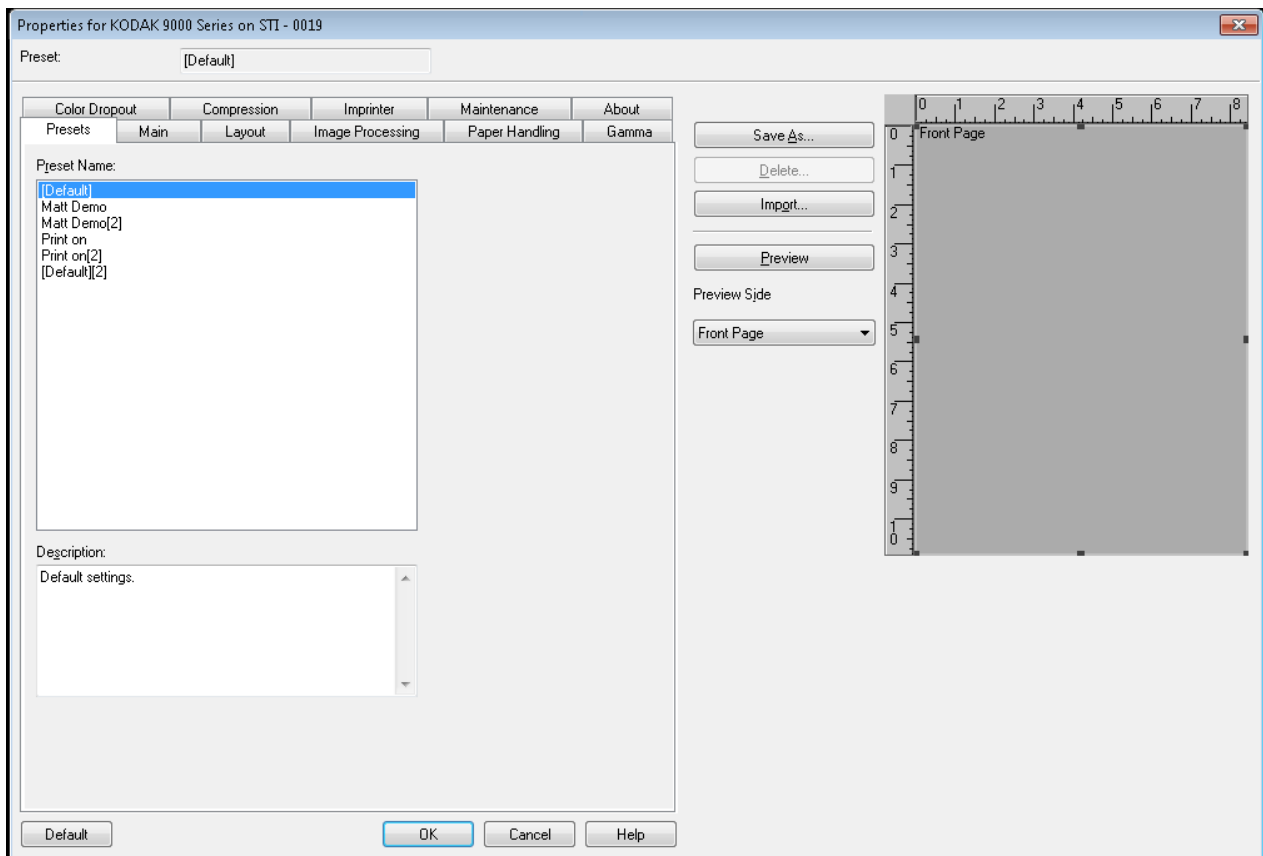 Properties for KODAK 9000 Series on STI - 0019
Preset: [Default]
Color Dropout Compression Imprinter Maintenance About
Presets Main Layout Image Processing Paper Handling Gamma
Preset Name:
[Default]
Matt Demo
Matt Demo[2]
Print on
Print on[2]
[Default][2]
Description:
Default settings.
Save As...
Delete...
Import...
Preview
Preview Side
Front Page
0 1 2 3 4 5 6 7 8
Front Page
0
1
2
3
4
5
6
7
8
9
10
Default OK Cancel Help